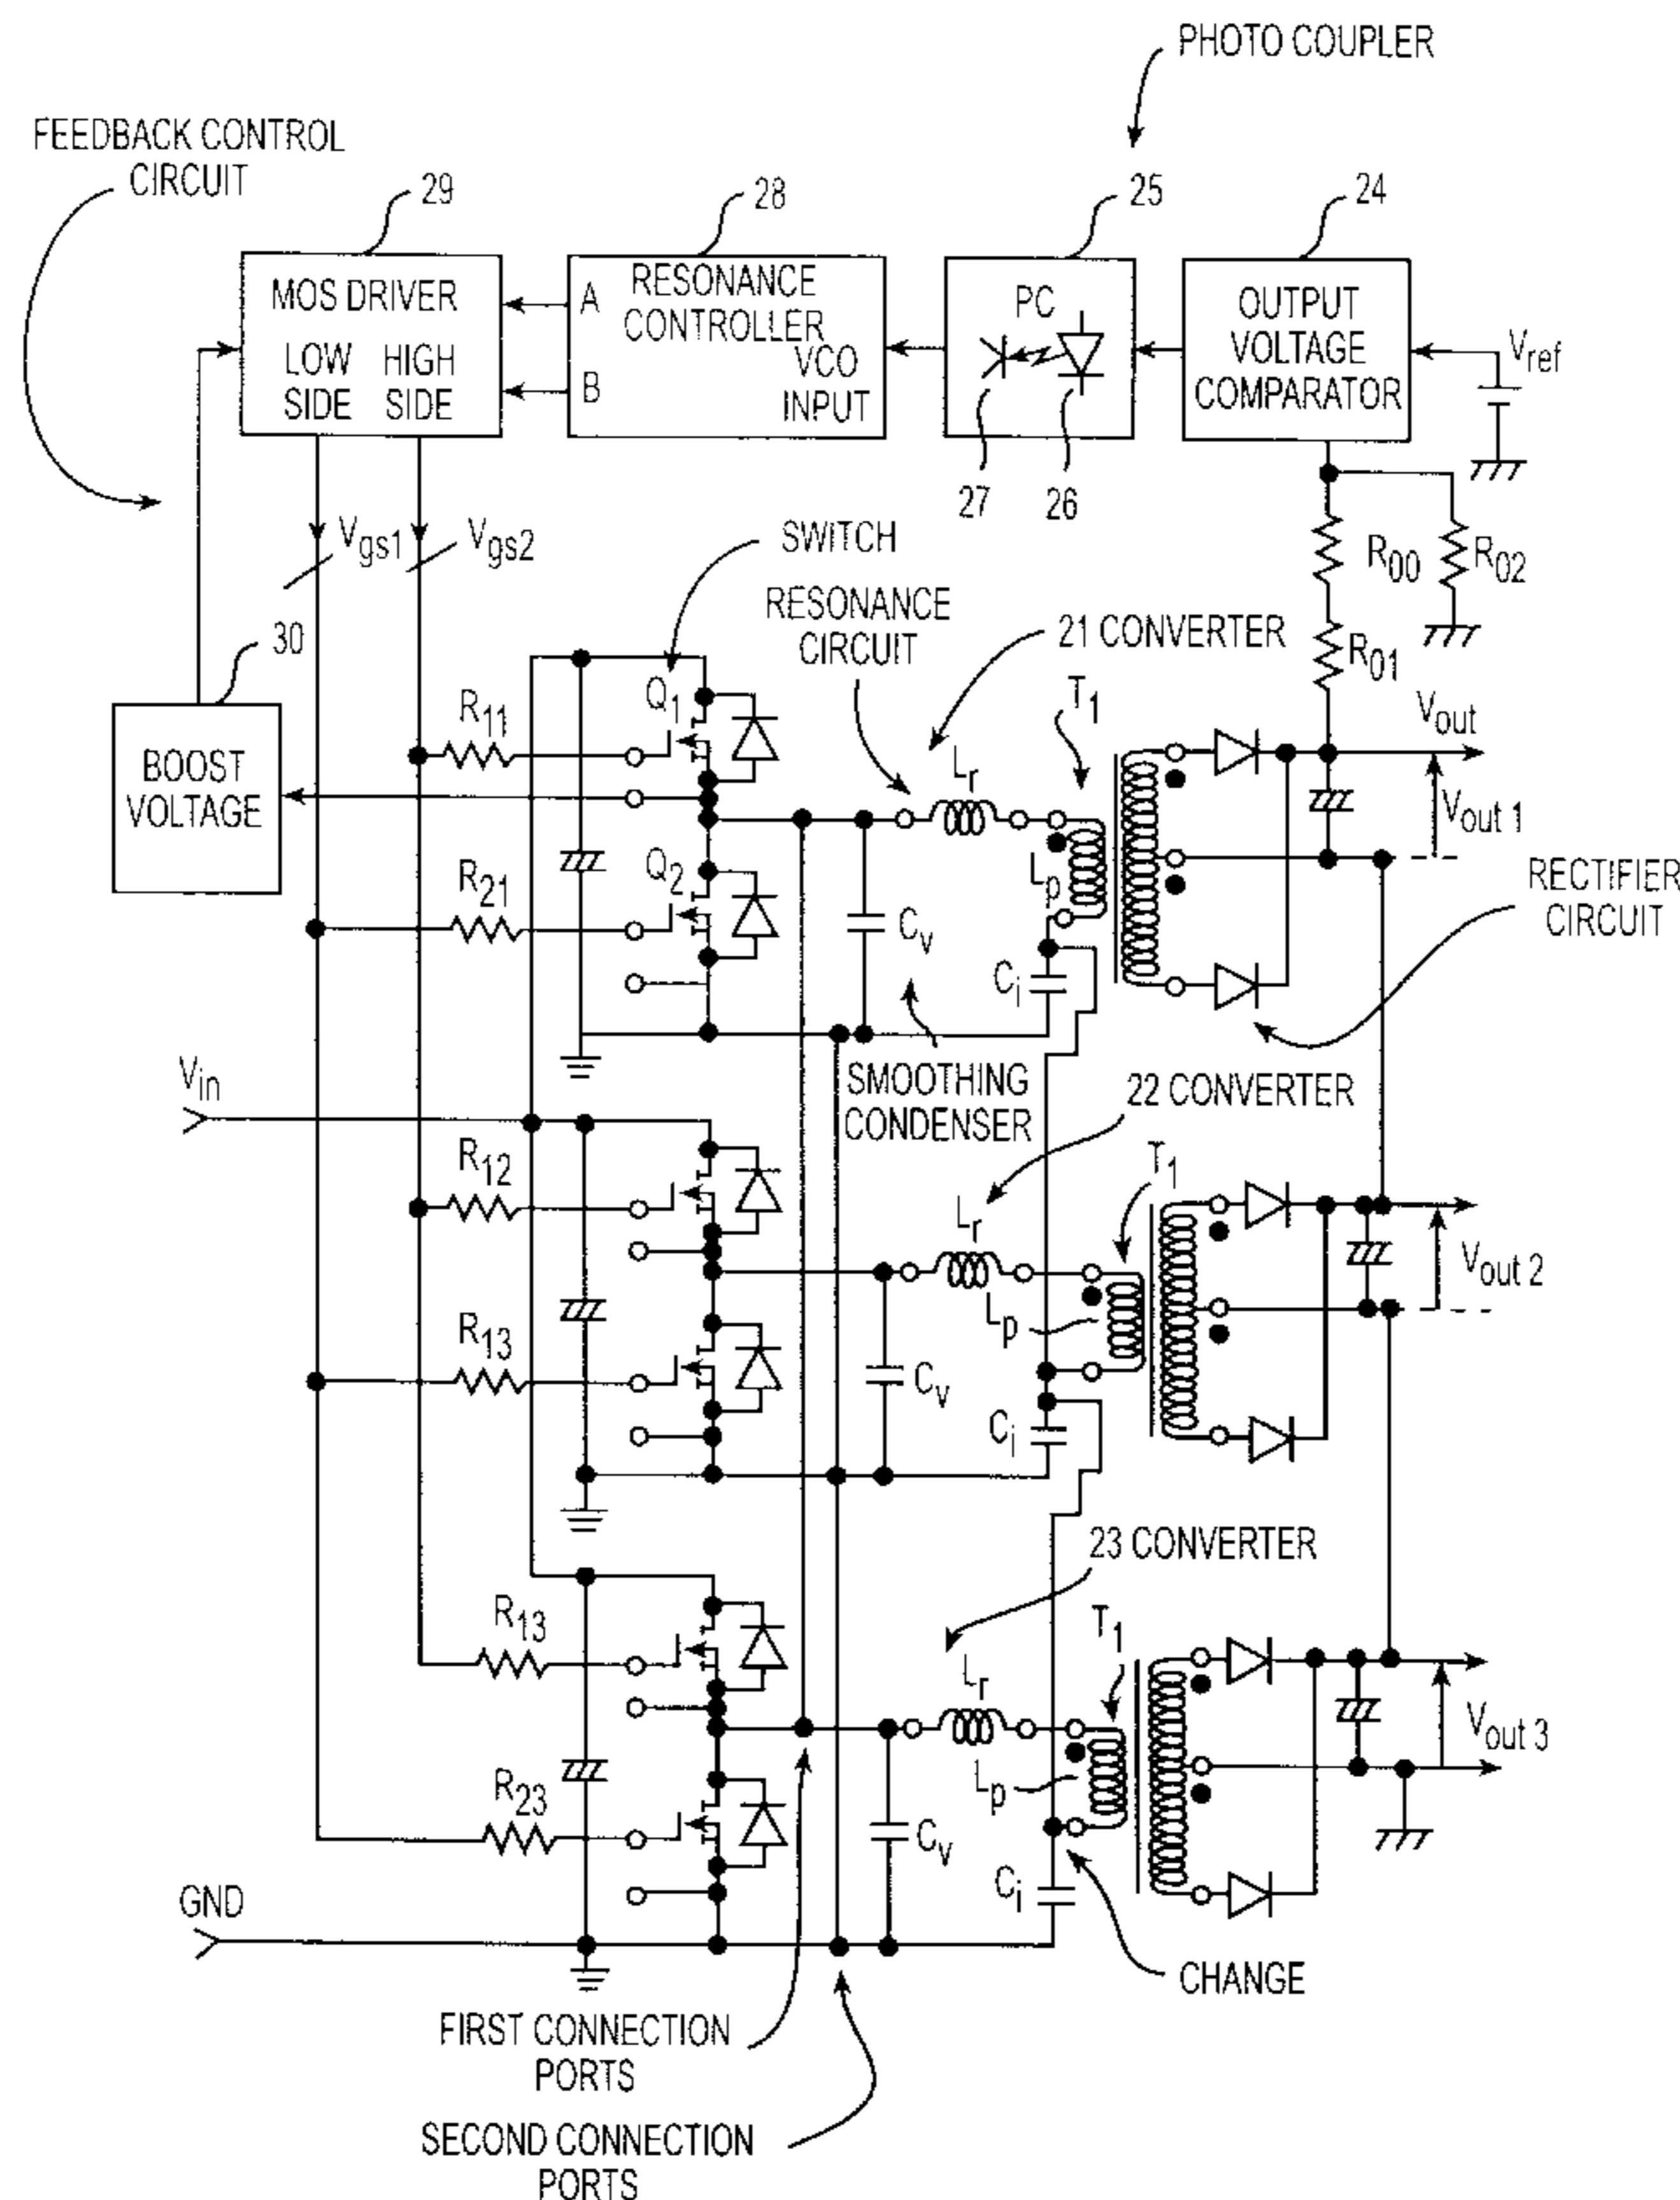 PHOTO COUPLER
FEEDBACK CONTROL
CIRCUIT
29
28
25
24
MOS DRIVER
LOW
SIDE
HIGH
SIDE
A
B
RESONANCE
CONTROLLER
VCO
INPUT
PC
27
26
OUTPUT
VOLTAGE
COMPARATOR
Vref
Vgs1
Vgs2
SWITCH
RESONANCE
CIRCUIT
21 CONVERTER
R00
R02
R01
30
BOOST
VOLTAGE
R11
Q1
Lr
T1
Vout
Vout 1
R21
Q2
Lp
Cv
Ci
RECTIFIER
CIRCUIT
SMOOTHING
CONDENSER
Vin
22 CONVERTER
R12
Lr
T1
Vout 2
R13
Lp
Cv
Ci
23 CONVERTER
R13
Lr
T1
Vout 3
R23
Lp
Cv
Ci
GND
CHANGE
FIRST CONNECTION
PORTS
SECOND CONNECTION
PORTS